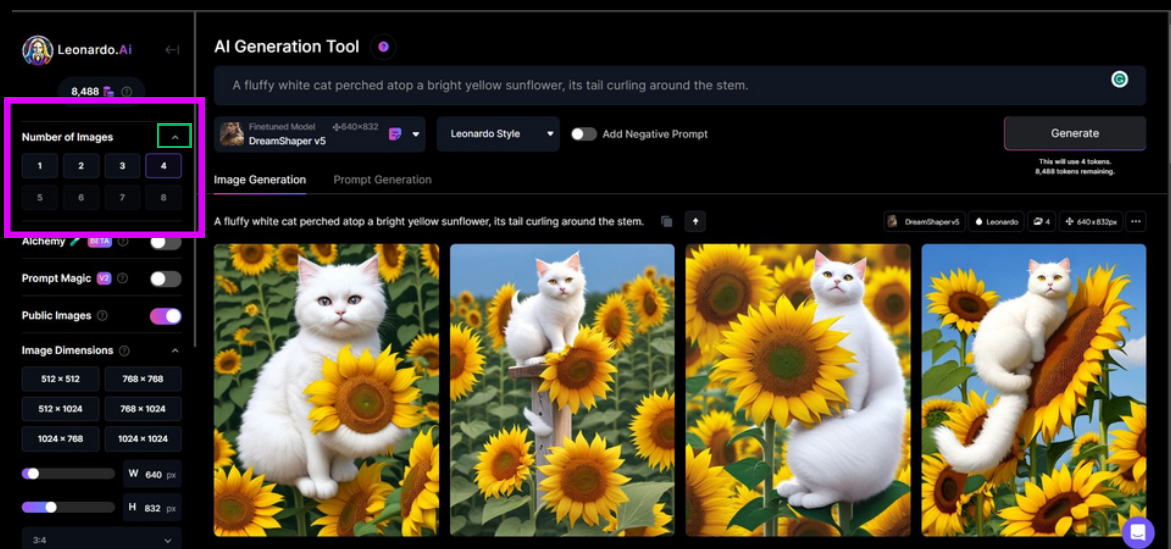 Leonardo.Ai
8,488
Number of Images
1 2 3 4
5 6 7 8
Alchemy BETA
Prompt Magic V2
Public Images
Image Dimensions
512 × 512 768 × 768
512 × 1024 768 × 1024
1024 × 768 1024 × 1024
W 640 px
H 832 px
3:4
AI Generation Tool
A fluffy white cat perched atop a bright yellow sunflower, its tail curling around the stem.
Finetuned Model 640×832
DreamShaper v5
Leonardo Style
Add Negative Prompt
Generate
This will use 4 tokens.
8,488 tokens remaining.
Image Generation Prompt Generation
A fluffy white cat perched atop a bright yellow sunflower, its tail curling around the stem.
DreamShaper v5 Leonardo 4 640 x 832px